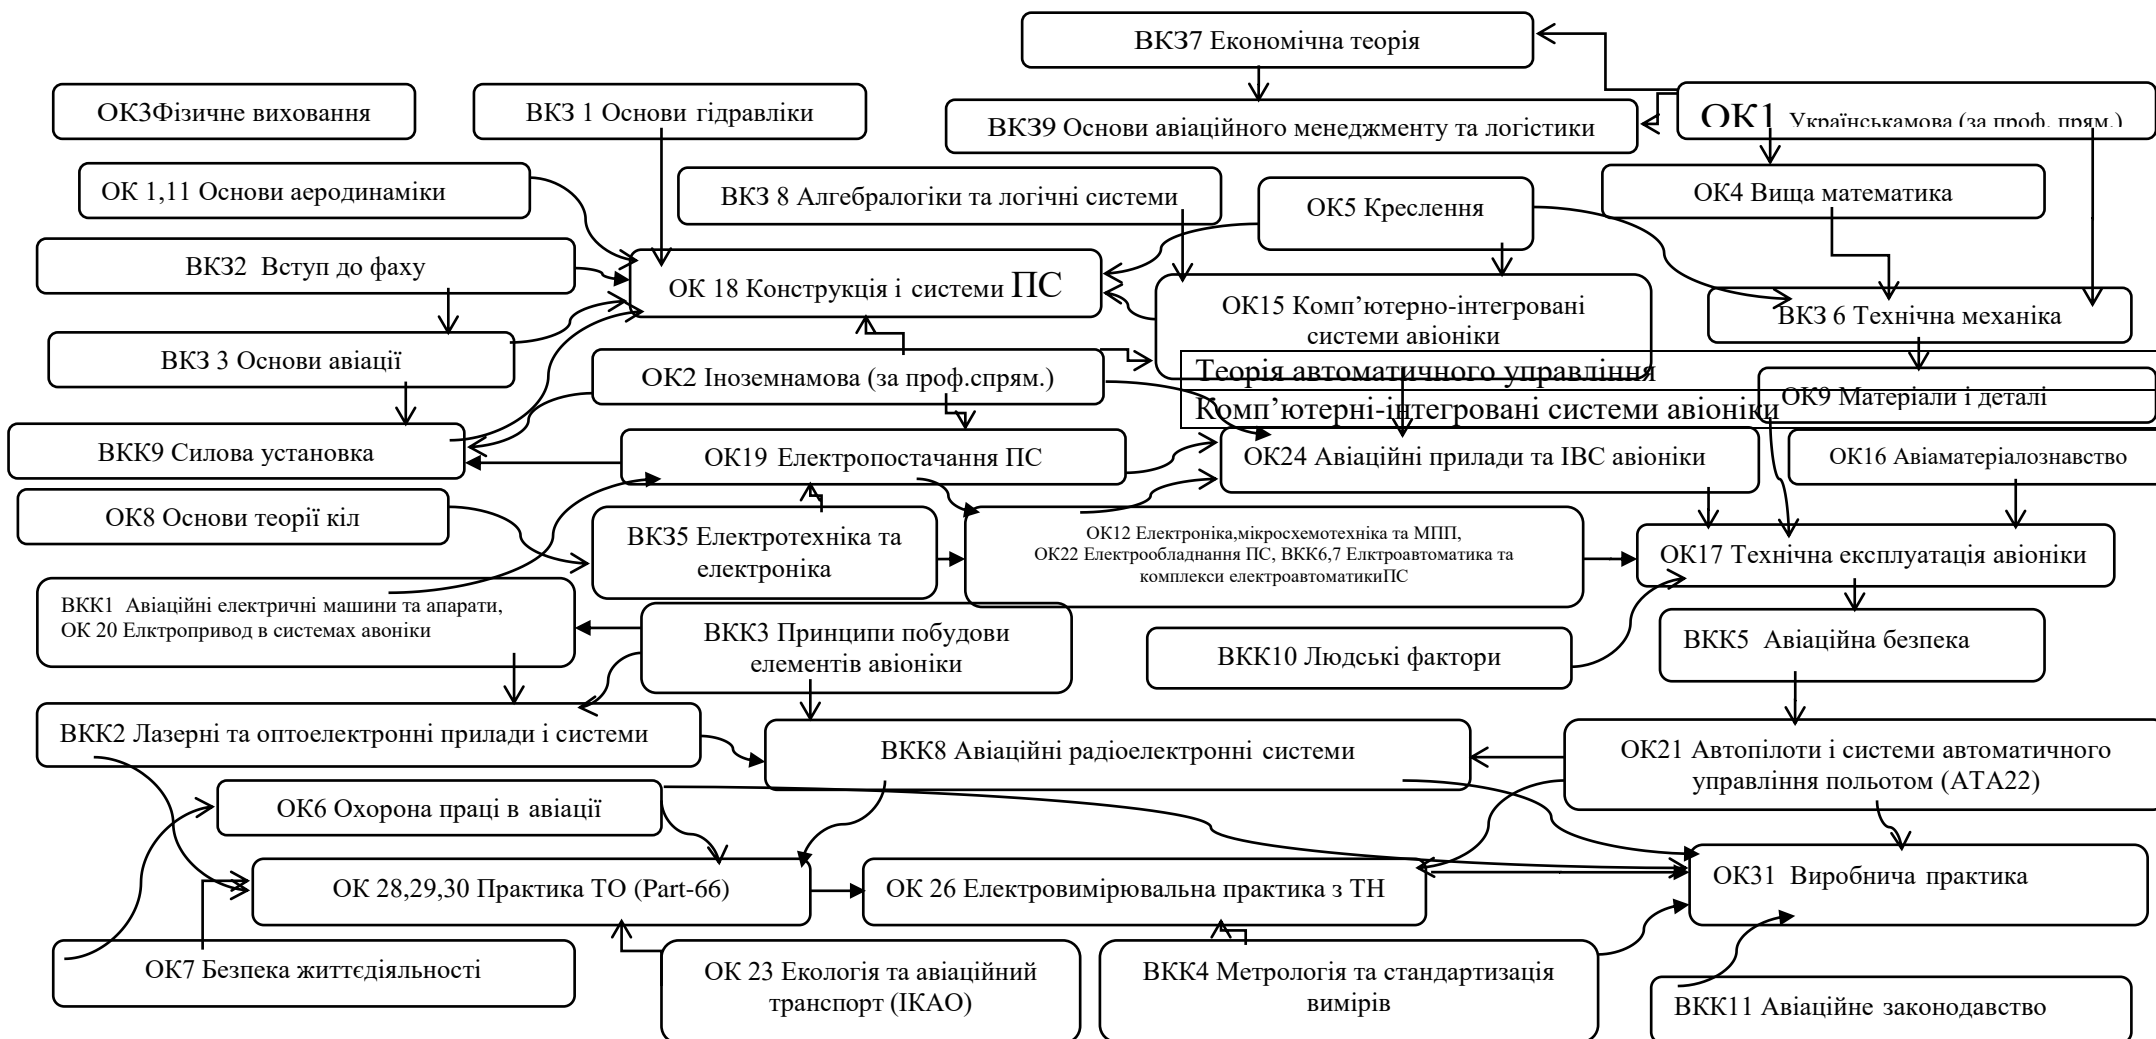 ВКЗ7 Економічна теорія
ОК3Фізичне виховання
ВКЗ 1 Основи гідравліки
ВКЗ9 Основи авіаційного менеджменту та логістики
ОК1 Українськамова (за проф. прям.)
ОК 1,11 Основи аеродинаміки
ВКЗ 8 Алгебралогіки та логічні системи
ОК5 Креслення
ОК4 Вища математика
ВКЗ2 Вступ до фаху
ОК 18 Конструкція і системи ПС
ОК15 Комп’ютерно-інтегровані
системи авіоніки
ВКЗ 6 Технічна механіка
ВКЗ 3 Основи авіації
ОК2 Іноземнамова (за проф.спрям.)
Теорія автоматичного управління
Комп’ютерні-інтегровані системи авіоніки
ОК9 Матеріали і деталі
ВКК9 Силова установка
ОК19 Електропостачання ПС
ОК24 Авіаційні прилади та ІВС авіоніки
ОК16 Авіаматеріалознавство
ОК8 Основи теорії кіл
ВКЗ5 Електротехніка та
електроніка
ОК12 Електроніка,мікросхемотехніка та МПП,
ОК22 Електрообладнання ПС, ВКК6,7 Елктроавтоматика та
комплекси електроавтоматикиПС
ОК17 Технічна експлуатація авіоніки
ВКК1 Авіаційні електричні машини та апарати,
ОК 20 Елктропривод в системах авоніки
ВКК3 Принципи побудови
елементів авіоніки
ВКК10 Людські фактори
ВКК5 Авіаційна безпека
ВКК2 Лазерні та оптоелектронні прилади і системи
ВКК8 Авіаційні радіоелектронні системи
ОК21 Автопілоти і системи автоматичного
управління польотом (АТА22)
ОК6 Охорона праці в авіації
ОК 28,29,30 Практика ТО (Part-66)
ОК 26 Електровимірювальна практика з ТН
ОК31 Виробнича практика
ОК7 Безпека життєдіяльності
ОК 23 Екологія та авіаційний
транспорт (ІКАО)
ВКК4 Метрологія та стандартизація
вимірів
ВКК11 Авіаційне законодавство